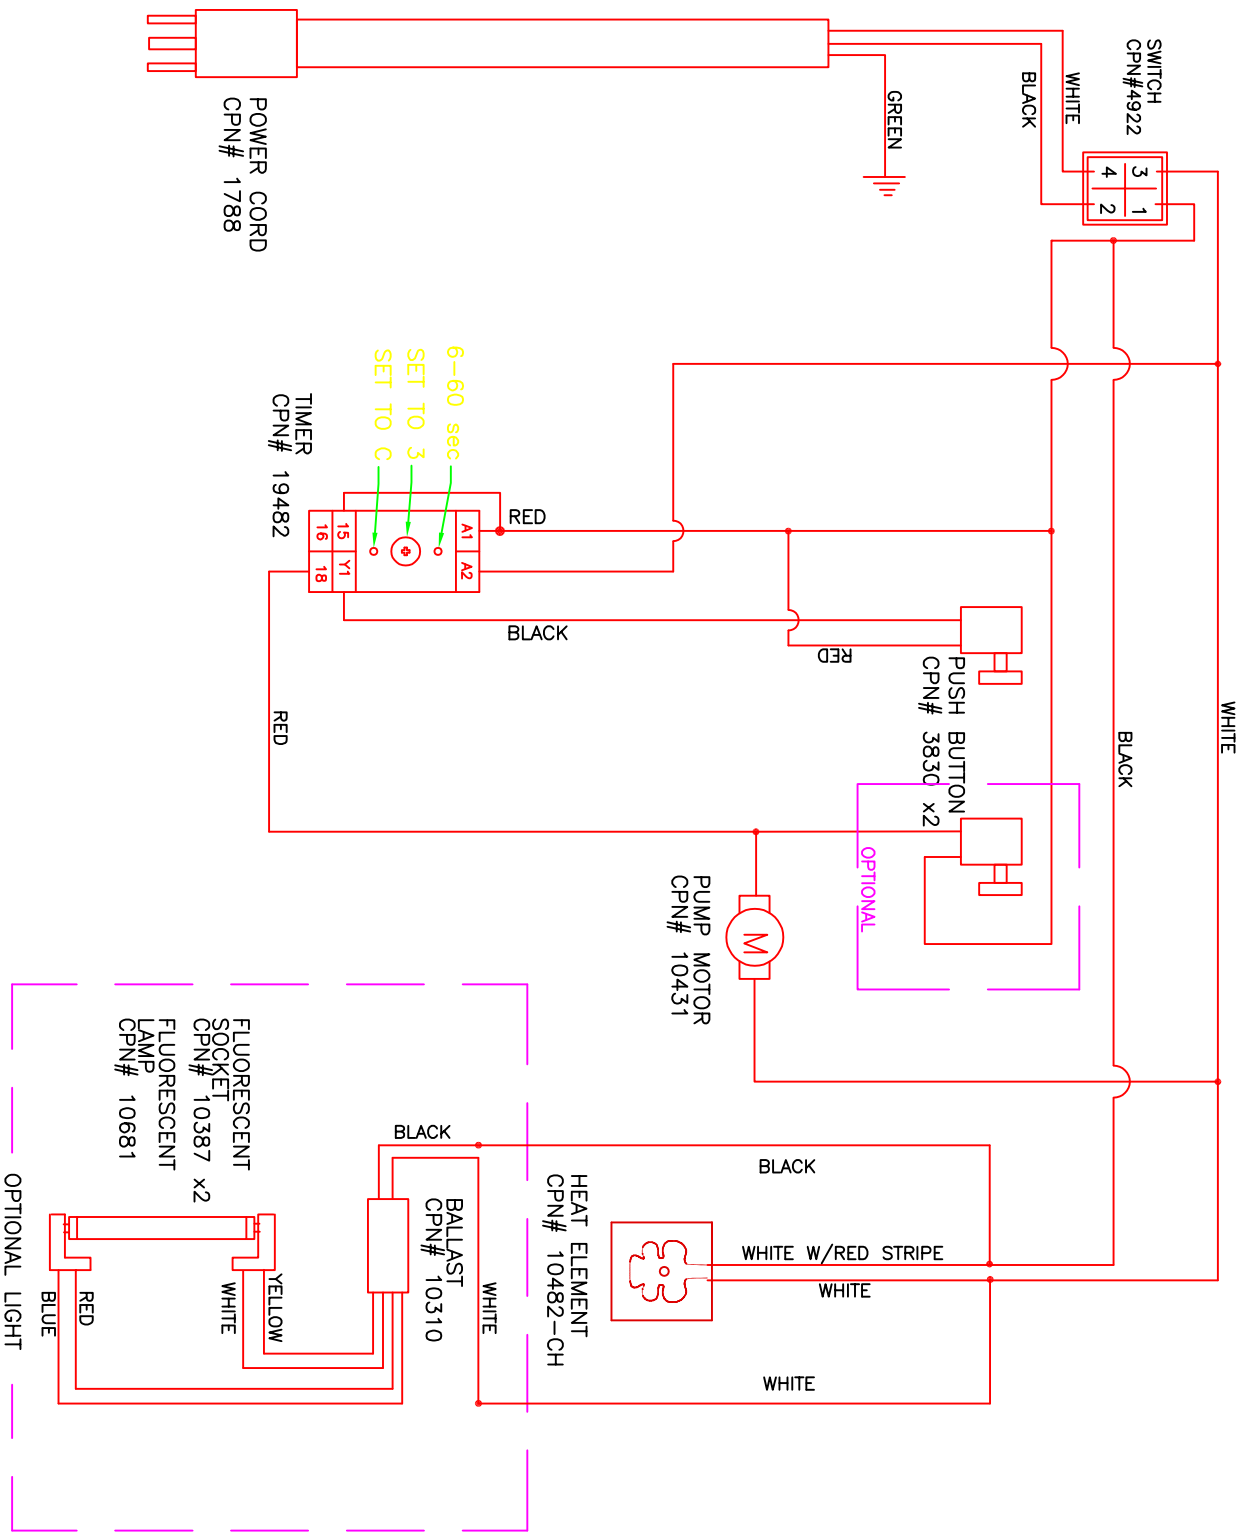 SWITCH
CPN#4922
WHITE
BLACK
GREEN
3
4
1
2
POWER CORD
CPN# 1788
6-60 sec
SET TO 3
SET TO C
TIMER
CPN# 19482
A1
A2
15
16
Y1
18
RED
BLACK
RED
RED
PUSH BUTTON
CPN# 3830 x2
OPTIONAL
WHITE
BLACK
M
PUMP MOTOR
CPN# 10431
HEAT ELEMENT
CPN# 10482-CH
WHITE W/RED STRIPE
WHITE
BLACK
WHITE
BLACK
WHITE
BALLAST
CPN# 10310
FLUORESCENT
SOCKET
CPN# 10387 x2
FLUORESCENT
LAMP
CPN# 10681
YELLOW
WHITE
RED
BLUE
OPTIONAL LIGHT